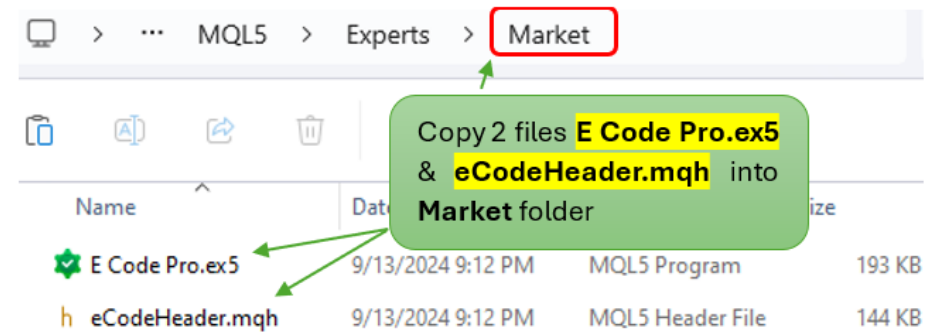 ··· MQL5 > Experts > Market
Copy 2 files E Code Pro.ex5
& eCodeHeader.mqh into
Market folder
Name Dat ize
E Code Pro.ex5 9/13/2024 9:12 PM MQL5 Program 193 KB
h eCodeHeader.mqh 9/13/2024 9:12 PM MQL5 Header File 144 KB